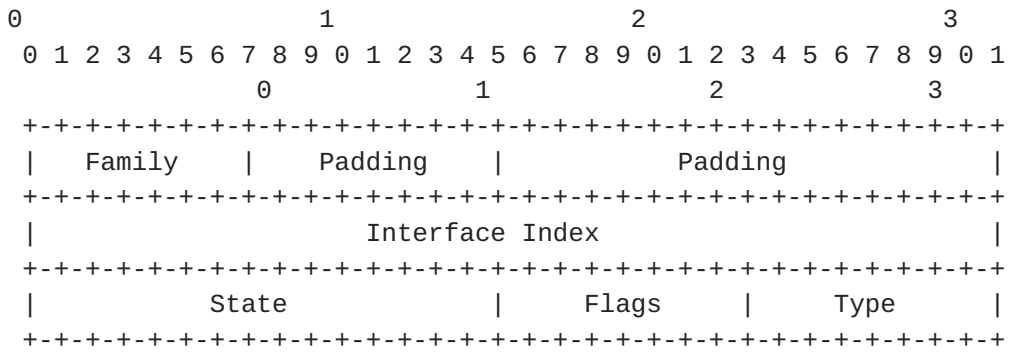 0                   1                   2                   3
 0 1 2 3 4 5 6 7 8 9 0 1 2 3 4 5 6 7 8 9 0 1 2 3 4 5 6 7 8 9 0 1
                0             1              2             3
 +-+-+-+-+-+-+-+-+-+-+-+-+-+-+-+-+-+-+-+-+-+-+-+-+-+-+-+-+-+-+-+
 |   Family    |    Padding    |           Padding             |
 +-+-+-+-+-+-+-+-+-+-+-+-+-+-+-+-+-+-+-+-+-+-+-+-+-+-+-+-+-+-+-+
 |                     Interface Index                         |
 +-+-+-+-+-+-+-+-+-+-+-+-+-+-+-+-+-+-+-+-+-+-+-+-+-+-+-+-+-+-+-+
 |           State             |     Flags     |     Type      |
 +-+-+-+-+-+-+-+-+-+-+-+-+-+-+-+-+-+-+-+-+-+-+-+-+-+-+-+-+-+-+-+